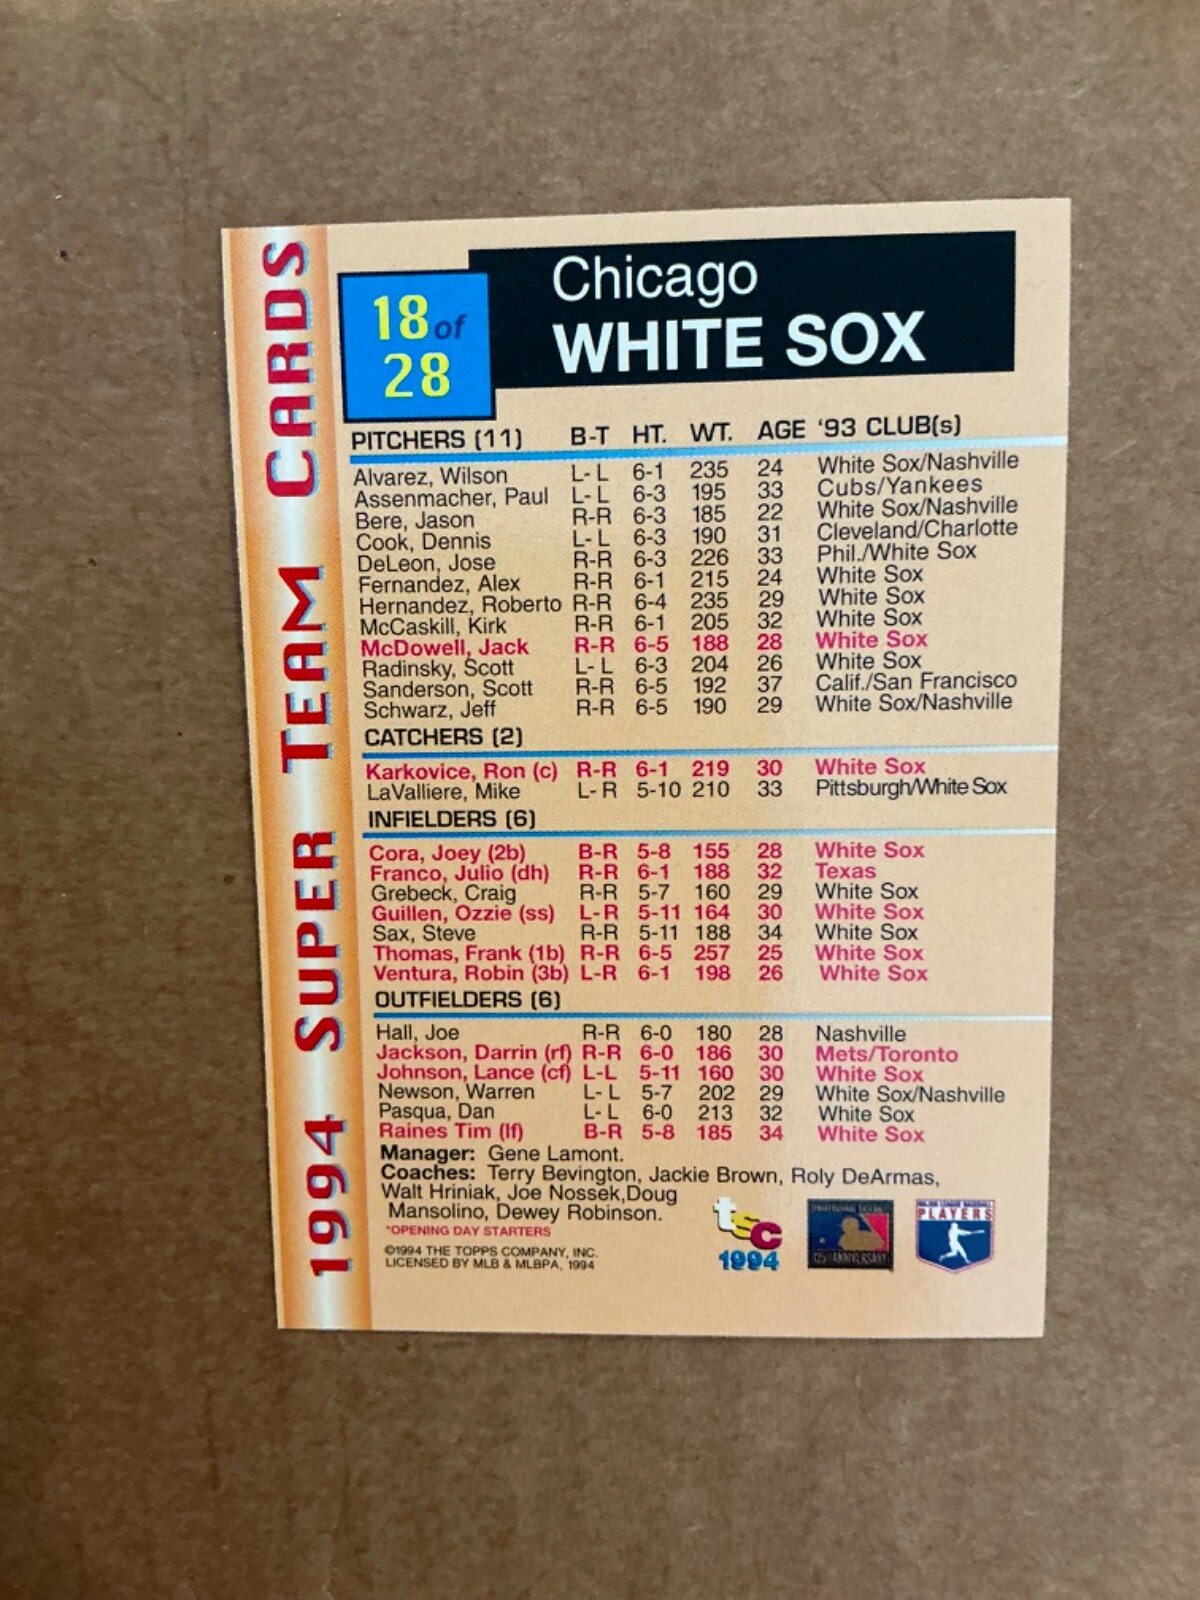 1994 SUPER TEAM CARDS
18 of
28
Chicago
WHITE SOX
PITCHERS (11) B-T HT. WT. AGE '93 CLUB(s)
Alvarez, Wilson L-L 6-1 235 24 White Sox/Nashville
Assenmacher, Paul L-L 6-3 195 33 Cubs/Yankees
Bere, Jason R-R 6-3 185 22 White Sox/Nashville
Cook, Dennis L-L 6-3 190 31 Cleveland/Charlotte
DeLeon, Jose R-R 6-3 226 33 Phil./White Sox
Fernandez, Alex R-R 6-1 215 24 White Sox
Hernandez, Roberto R-R 6-4 235 29 White Sox
McCaskill, Kirk R-R 6-1 205 32 White Sox
McDowell, Jack R-R 6-5 188 28 White Sox
Radinsky, Scott L-L 6-3 204 26 White Sox
Sanderson, Scott R-R 6-5 192 37 Calif./San Francisco
Schwarz, Jeff R-R 6-5 190 29 White Sox/Nashville
CATCHERS (2)
Karkovice, Ron (c) R-R 6-1 219 30 White Sox
LaValliere, Mike L-R 5-10 210 33 Pittsburgh/White Sox
INFIELDERS (6)
Cora, Joey (2b) B-R 5-8 155 28 White Sox
Franco, Julio (dh) R-R 6-1 188 32 Texas
Grebeck, Craig R-R 5-7 160 29 White Sox
Guillen, Ozzie (ss) L-R 5-11 164 30 White Sox
Sax, Steve R-R 5-11 188 34 White Sox
Thomas, Frank (1b) R-R 6-5 257 25 White Sox
Ventura, Robin (3b) L-R 6-1 198 26 White Sox
OUTFIELDERS (6)
Hall, Joe R-R 6-0 180 28 Nashville
Jackson, Darrin (rf) R-R 6-0 186 30 Mets/Toronto
Johnson, Lance (cf) L-L 5-11 160 30 White Sox
Newson, Warren L-L 5-7 202 29 White Sox/Nashville
Pasqua, Dan L-L 6-0 213 32 White Sox
Raines Tim (lf) B-R 5-8 185 34 White Sox
Manager: Gene Lamont.
Coaches: Terry Bevington, Jackie Brown, Roly DeArmas,
Walt Hriniak, Joe Nossek,Doug
Mansolino, Dewey Robinson.
*OPENING DAY STARTERS
©1994 THE TOPPS COMPANY, INC.
LICENSED BY MLB & MLBPA, 1994
tsc
1994
125TH ANNIVERSARY
MAJOR LEAGUE BASEBALL
PLAYERS